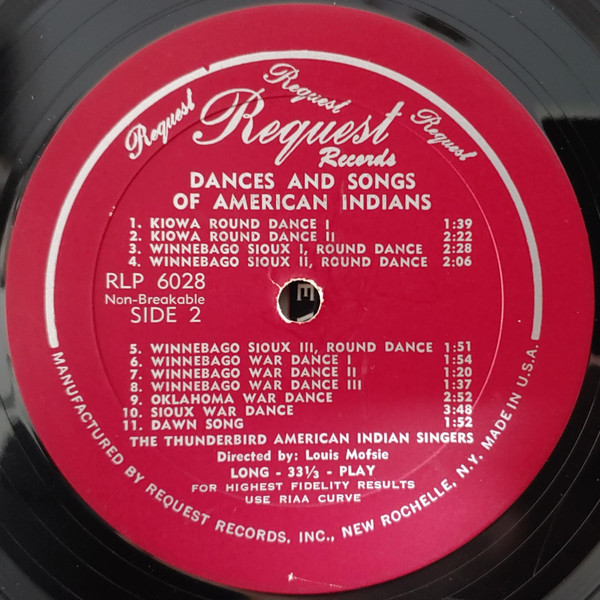 Request
Request
Request
Request
Records
DANCES AND SONGS
OF AMERICAN INDIANS
1. KIOWA ROUND DANCE I 1:39
2. KIOWA ROUND DANCE II 2:22
3. WINNEBAGO SIOUX I, ROUND DANCE 2:28
4. WINNEBAGO SIOUX II, ROUND DANCE 2:06
RLP 6028
Non-Breakable
SIDE 2
5. WINNEBAGO SIOUX III, ROUND DANCE 1:51
6. WINNEBAGO WAR DANCE I 1:54
7. WINNEBAGO WAR DANCE II 1:20
8. WINNEBAGO WAR DANCE III 1:37
9. OKLAHOMA WAR DANCE 2:52
10. SIOUX WAR DANCE 3:48
11. DAWN SONG 1:52
THE THUNDERBIRD AMERICAN INDIAN SINGERS
Directed by: Louis Mofsie
LONG - 33⅓ - PLAY
FOR HIGHEST FIDELITY RESULTS
USE RIAA CURVE
MANUFACTURED BY REQUEST RECORDS, INC., NEW ROCHELLE, N.Y. MADE IN U.S.A.